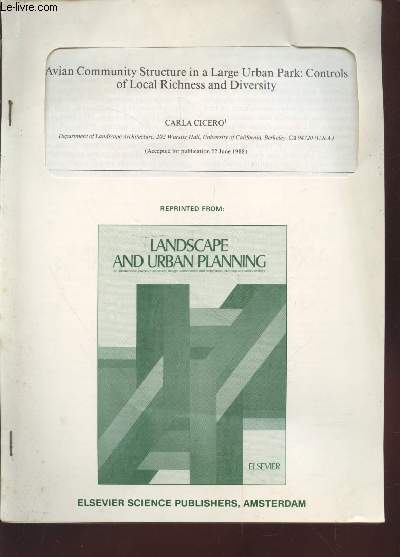 Le-livre.com
Avian Community Structure in a Large Urban Park: Controls
of Local Richness and Diversity
CARLA CICERO¹
Department of Landscape Architecture, 202 Wurster Hall, University of California, Berkeley, CA 94720 (U.S.A.)
(Accepted for publication 22 June 1988)
REPRINTED FROM:
LANDSCAPE
AND URBAN PLANNING
ELSEVIER
ELSEVIER SCIENCE PUBLISHERS, AMSTERDAM